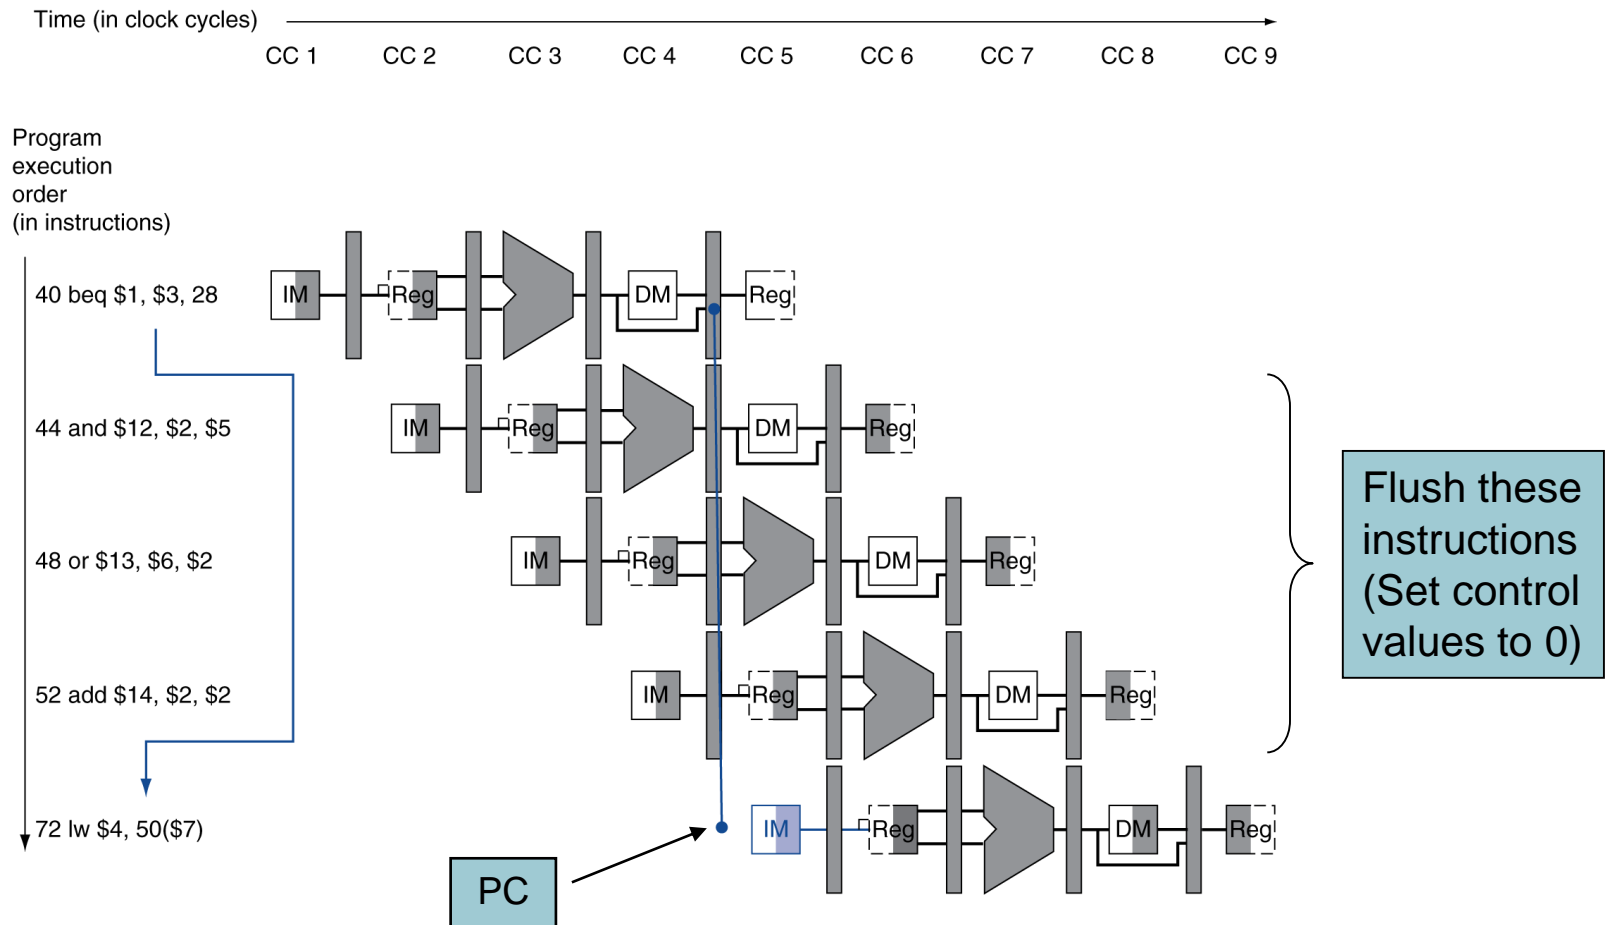 Time (in clock cycles)
CC 1 CC 2 CC 3 CC 4 CC 5 CC 6 CC 7 CC 8 CC 9
Program
execution
order
(in instructions)
40 beq $1, $3, 28
IM Reg DM Reg
44 and $12, $2, $5
IM Reg DM Reg
48 or $13, $6, $2
IM Reg DM Reg
52 add $14, $2, $2
IM Reg DM Reg
72 lw $4, 50($7)
IM Reg DM Reg
PC
Flush these
instructions
(Set control
values to 0)